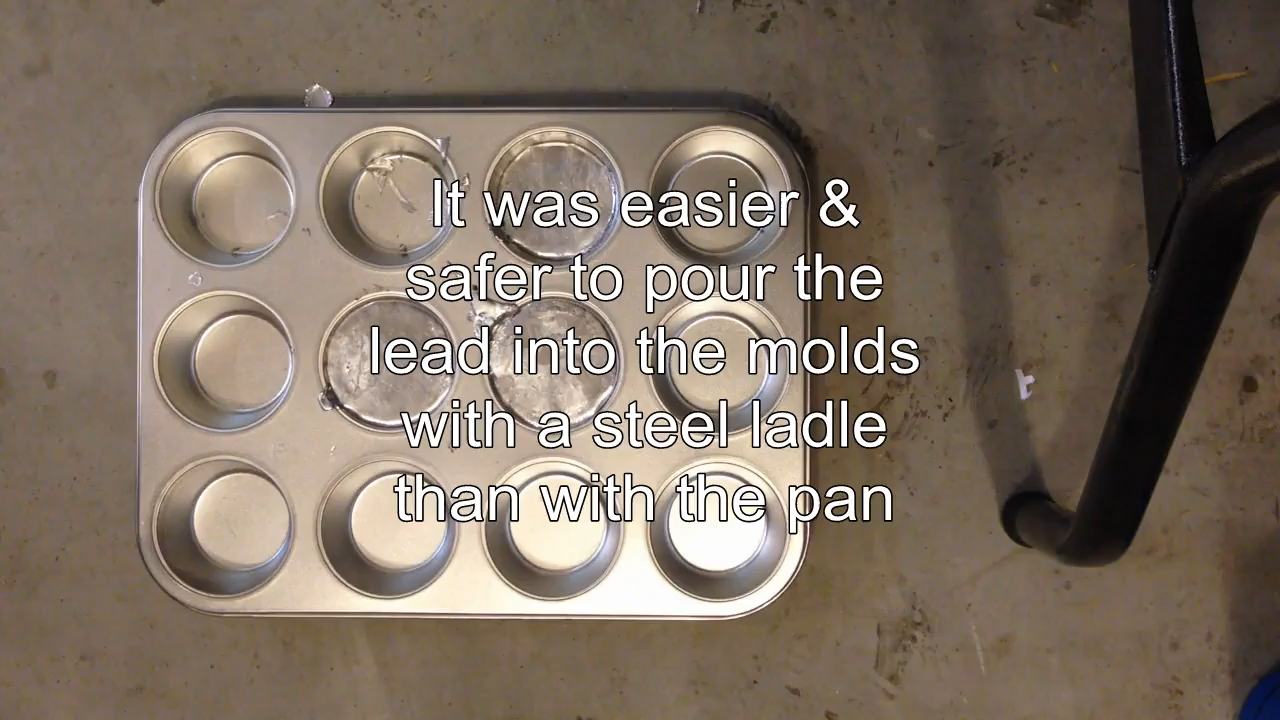 It was easier &
safer to pour the
lead into the molds
with a steel ladle
than with the pan